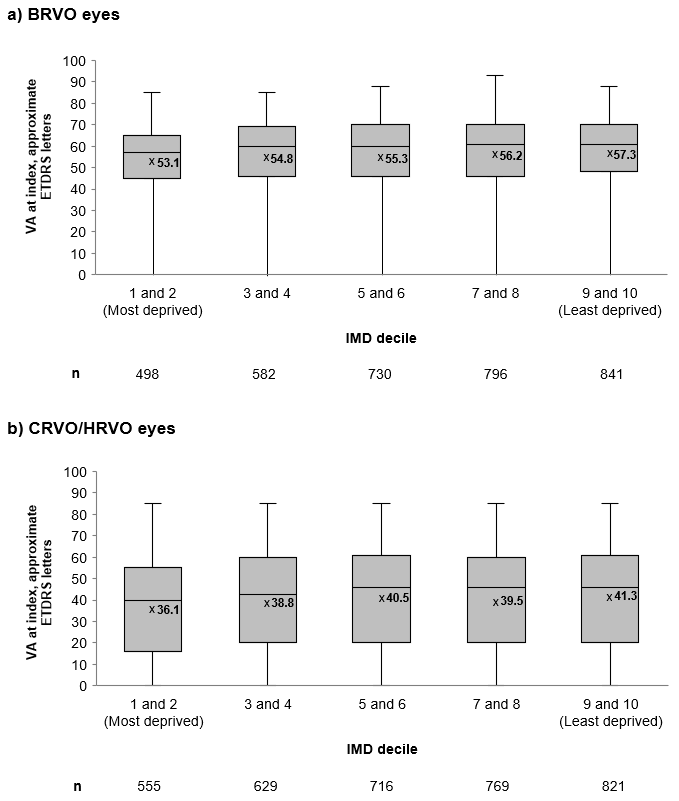 a) BRVO eyes
VA at index, approximate
ETDRS letters
100
90
80
70
60
50
40
30
20
10
0
x 53.1
x 54.8
x 55.3
x 56.2
x 57.3
1 and 2 3 and 4 5 and 6 7 and 8 9 and 10
(Most deprived) (Least deprived)
IMD decile
n 498 582 730 796 841
b) CRVO/HRVO eyes
VA at index, approximate
ETDRS letters
100
90
80
70
60
50
40
30
20
10
0
x 36.1
x 38.8
x 40.5
x 39.5
x 41.3
1 and 2 3 and 4 5 and 6 7 and 8 9 and 10
(Most deprived) (Least deprived)
IMD decile
n 555 629 716 769 821